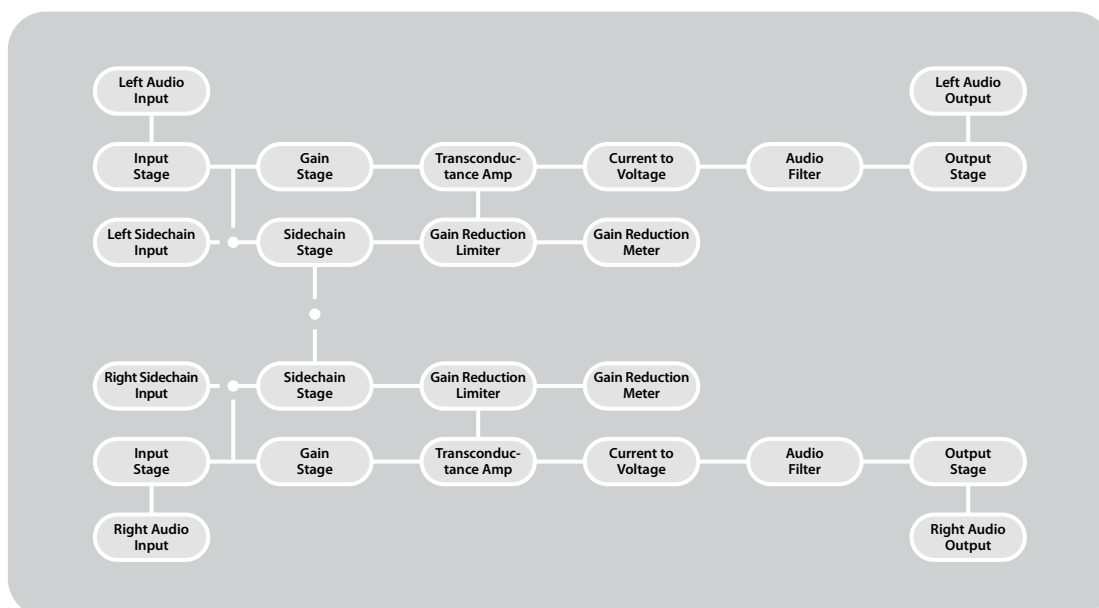 Left Audio
Input
Left Audio
Output
Input
Stage
Gain
Stage
Transconduc-
tance Amp
Current to
Voltage
Audio
Filter
Output
Stage
Left Sidechain
Input
Sidechain
Stage
Gain Reduction
Limiter
Gain Reduction
Meter
Right Sidechain
Input
Sidechain
Stage
Gain Reduction
Limiter
Gain Reduction
Meter
Input
Stage
Gain
Stage
Transconduc-
tance Amp
Current to
Voltage
Audio
Filter
Output
Stage
Right Audio
Input
Right Audio
Output